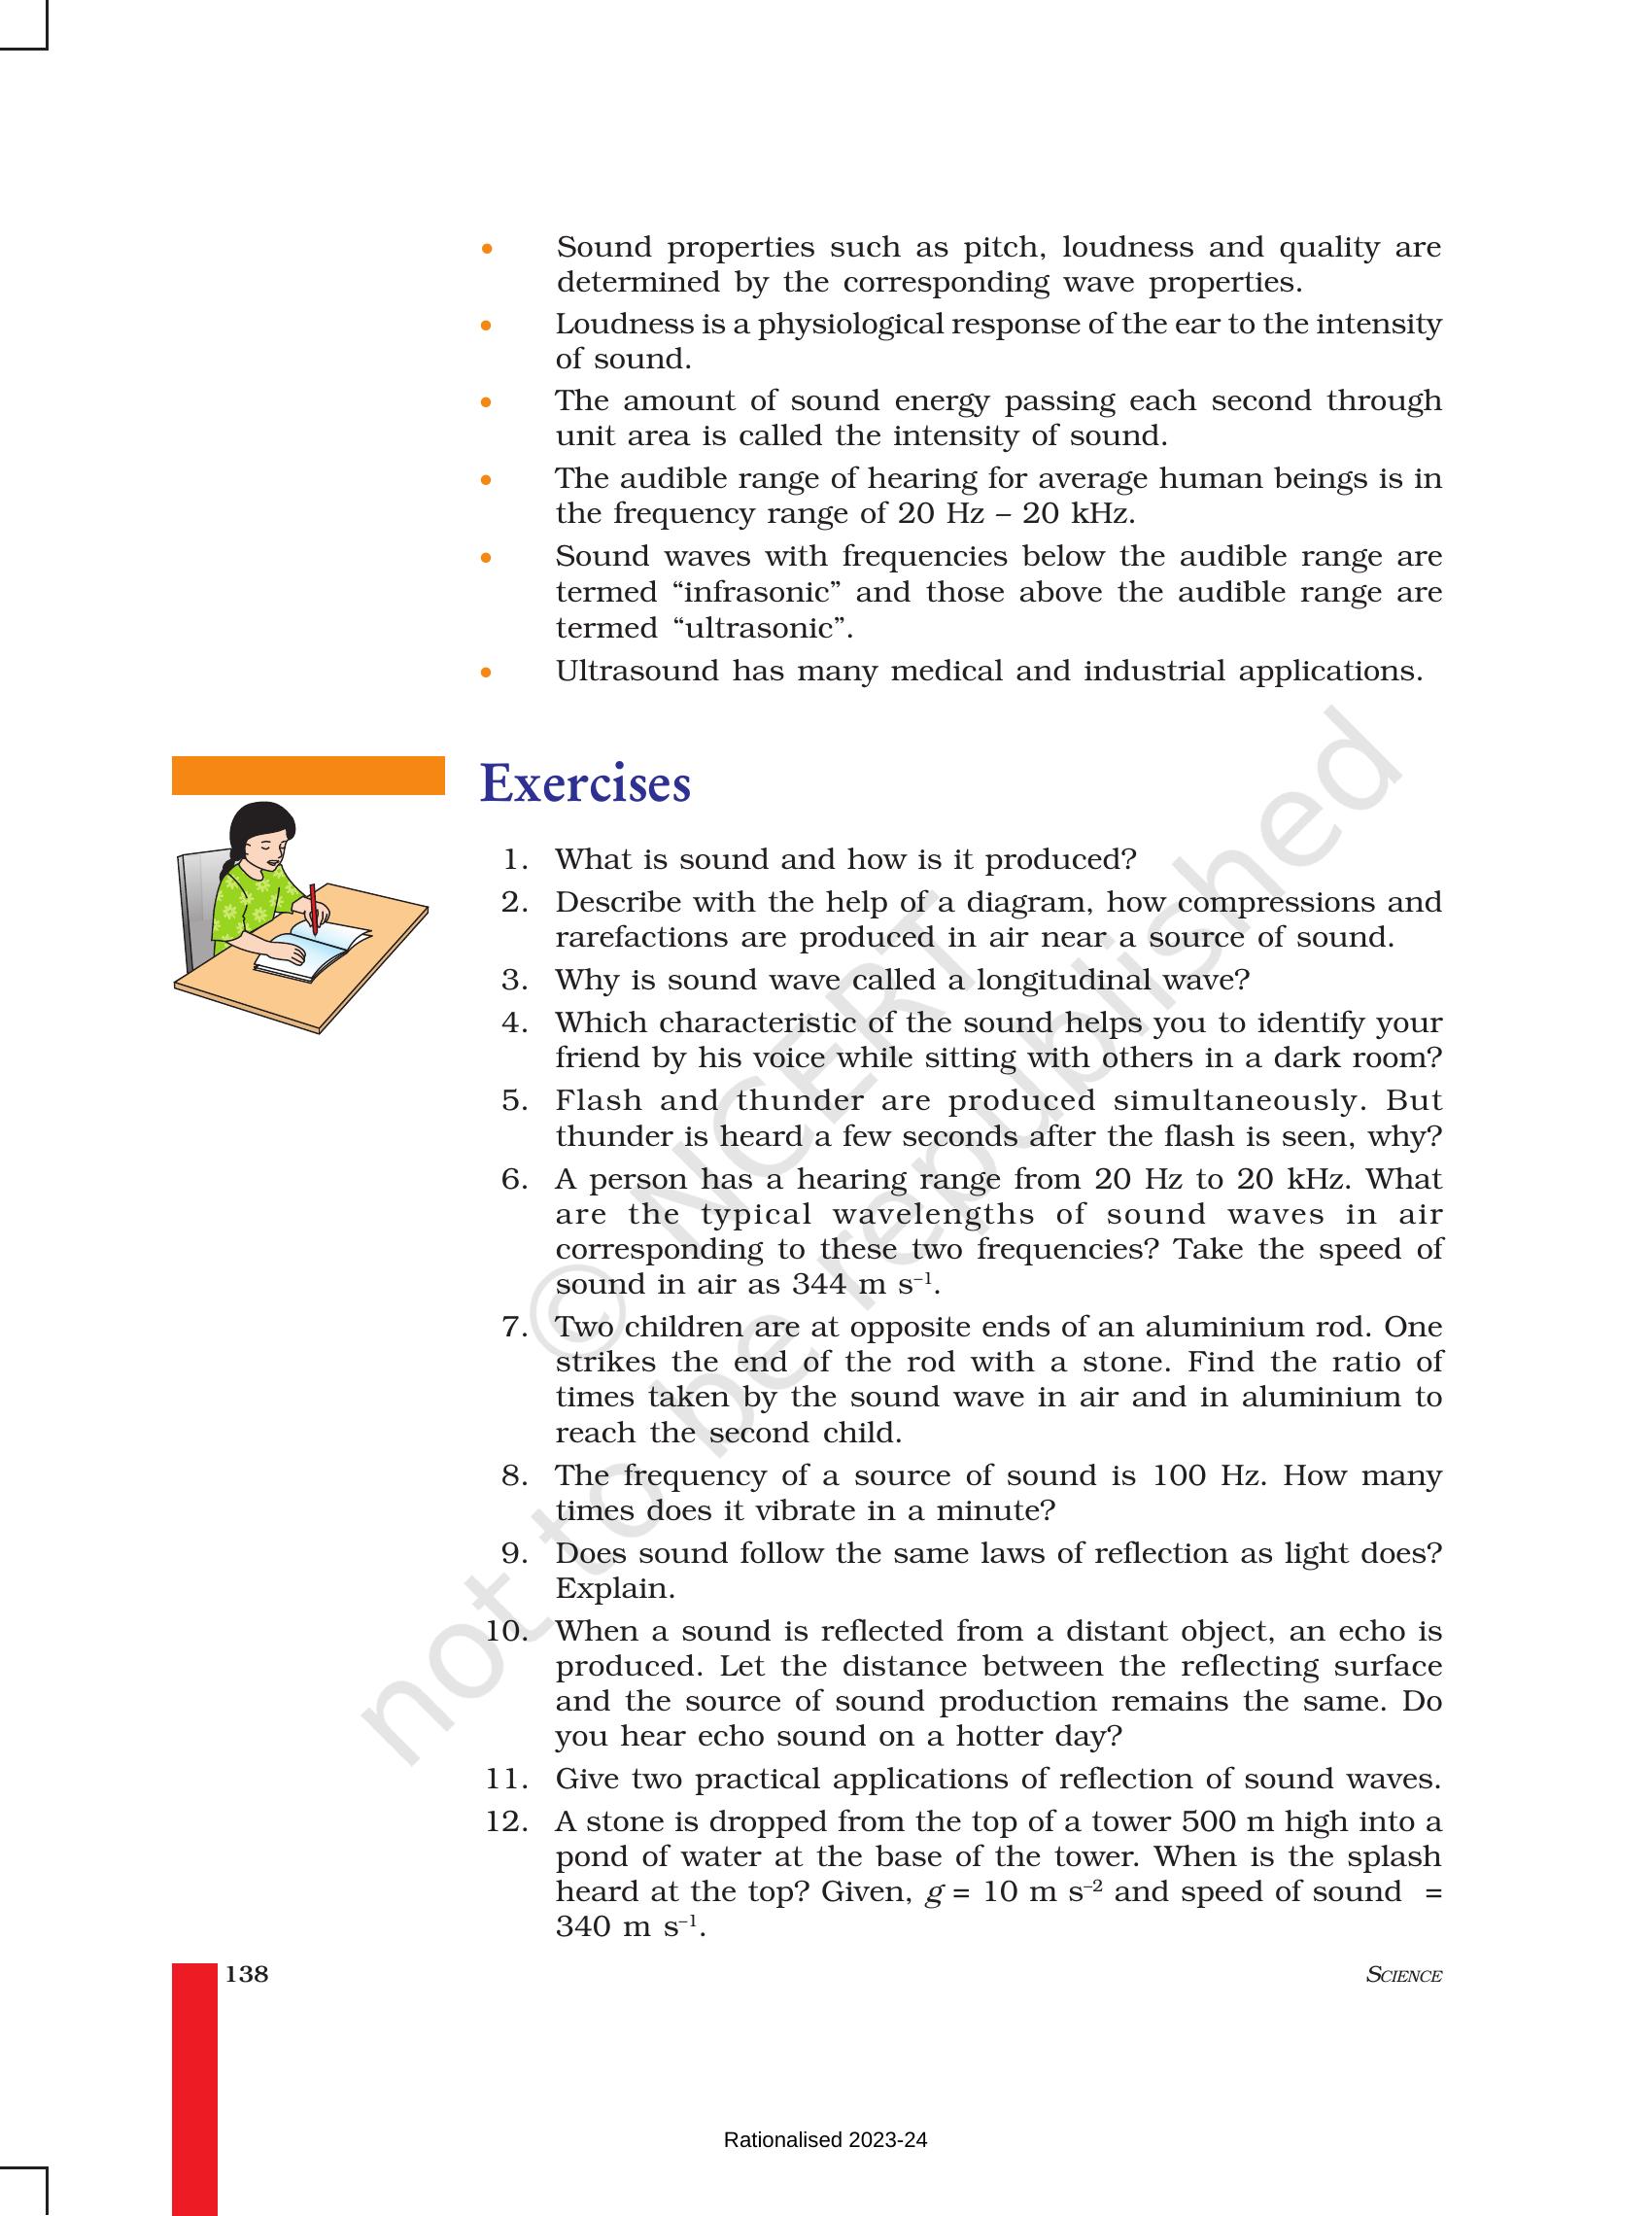 • Sound properties such as pitch, loudness and quality are
determined by the corresponding wave properties.
• Loudness is a physiological response of the ear to the intensity
of sound.
• The amount of sound energy passing each second through
unit area is called the intensity of sound.
• The audible range of hearing for average human beings is in
the frequency range of 20 Hz – 20 kHz.
• Sound waves with frequencies below the audible range are
termed “infrasonic” and those above the audible range are
termed “ultrasonic”.
• Ultrasound has many medical and industrial applications.
Exercises
1. What is sound and how is it produced?
2. Describe with the help of a diagram, how compressions and
rarefactions are produced in air near a source of sound.
3. Why is sound wave called a longitudinal wave?
4. Which characteristic of the sound helps you to identify your
friend by his voice while sitting with others in a dark room?
5. Flash and thunder are produced simultaneously. But
thunder is heard a few seconds after the flash is seen, why?
6. A person has a hearing range from 20 Hz to 20 kHz. What
are the typical wavelengths of sound waves in air
corresponding to these two frequencies? Take the speed of
sound in air as 344 m s⁻¹.
7. Two children are at opposite ends of an aluminium rod. One
strikes the end of the rod with a stone. Find the ratio of
times taken by the sound wave in air and in aluminium to
reach the second child.
8. The frequency of a source of sound is 100 Hz. How many
times does it vibrate in a minute?
9. Does sound follow the same laws of reflection as light does?
Explain.
10. When a sound is reflected from a distant object, an echo is
produced. Let the distance between the reflecting surface
and the source of sound production remains the same. Do
you hear echo sound on a hotter day?
11. Give two practical applications of reflection of sound waves.
12. A stone is dropped from the top of a tower 500 m high into a
pond of water at the base of the tower. When is the splash
heard at the top? Given, g = 10 m s⁻² and speed of sound =
340 m s⁻¹.
138
SCIENCE
Rationalised 2023-24
© NCERT
not to be republished